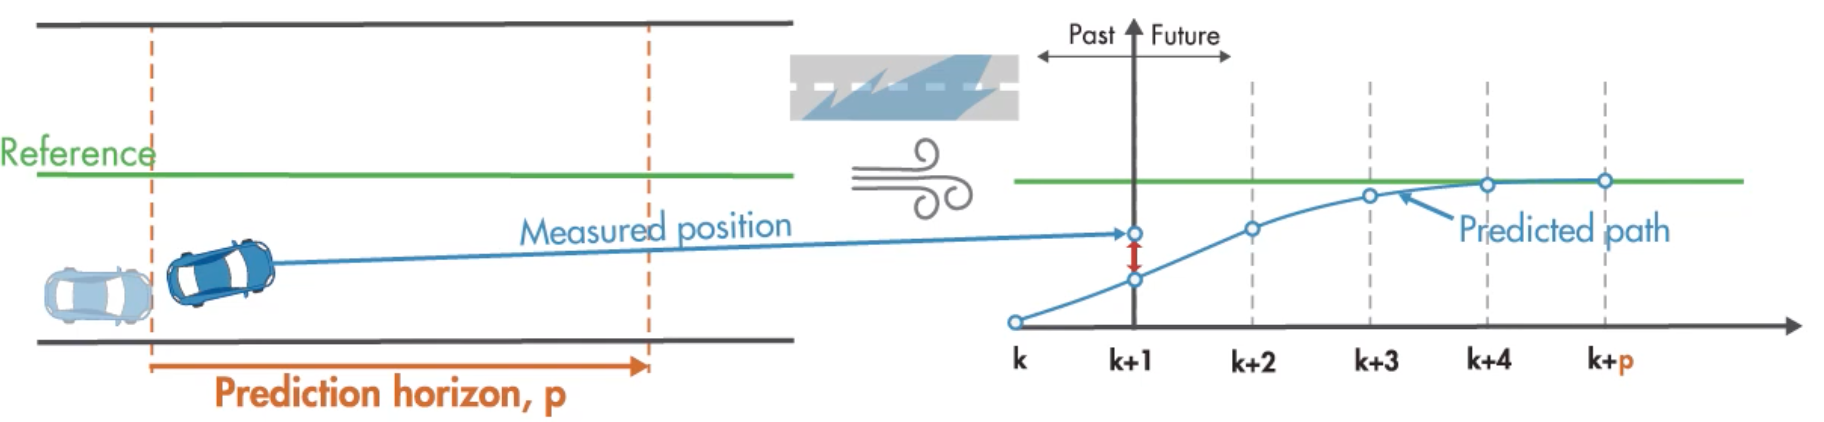 Reference
Measured position
Prediction horizon, p
Past
Future
Predicted path
k
k+1
k+2
k+3
k+4
k+p